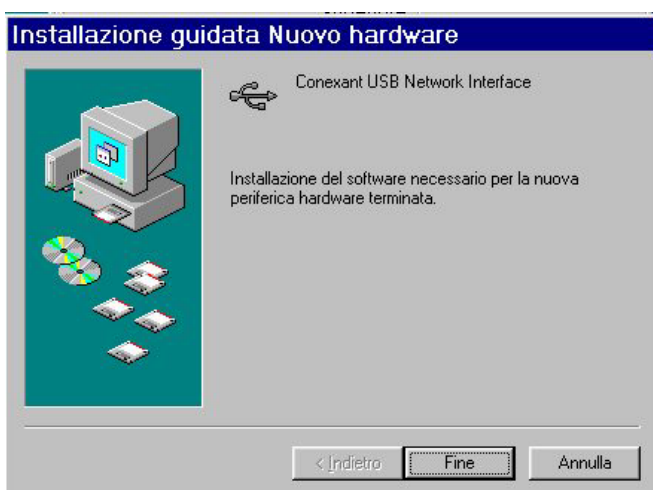 Installazione guidata Nuovo hardware
Conexant USB Network Interface
Installazione del software necessario per la nuova
periferica hardware terminata.
< Indietro
Fine
Annulla